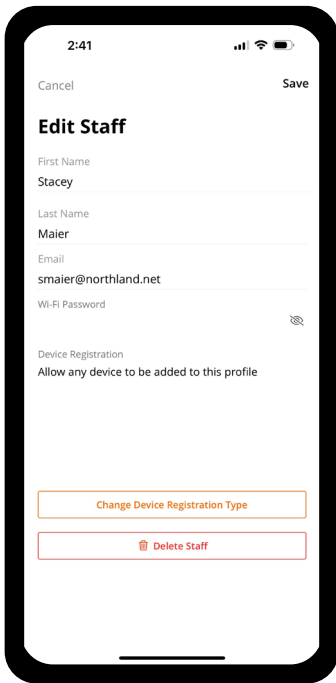 2:41
Cancel Save
Edit Staff
First Name
Stacey
Last Name
Maier
Email
smaier@northland.net
Wi-Fi Password
Device Registration
Allow any device to be added to this profile
Change Device Registration Type
Delete Staff